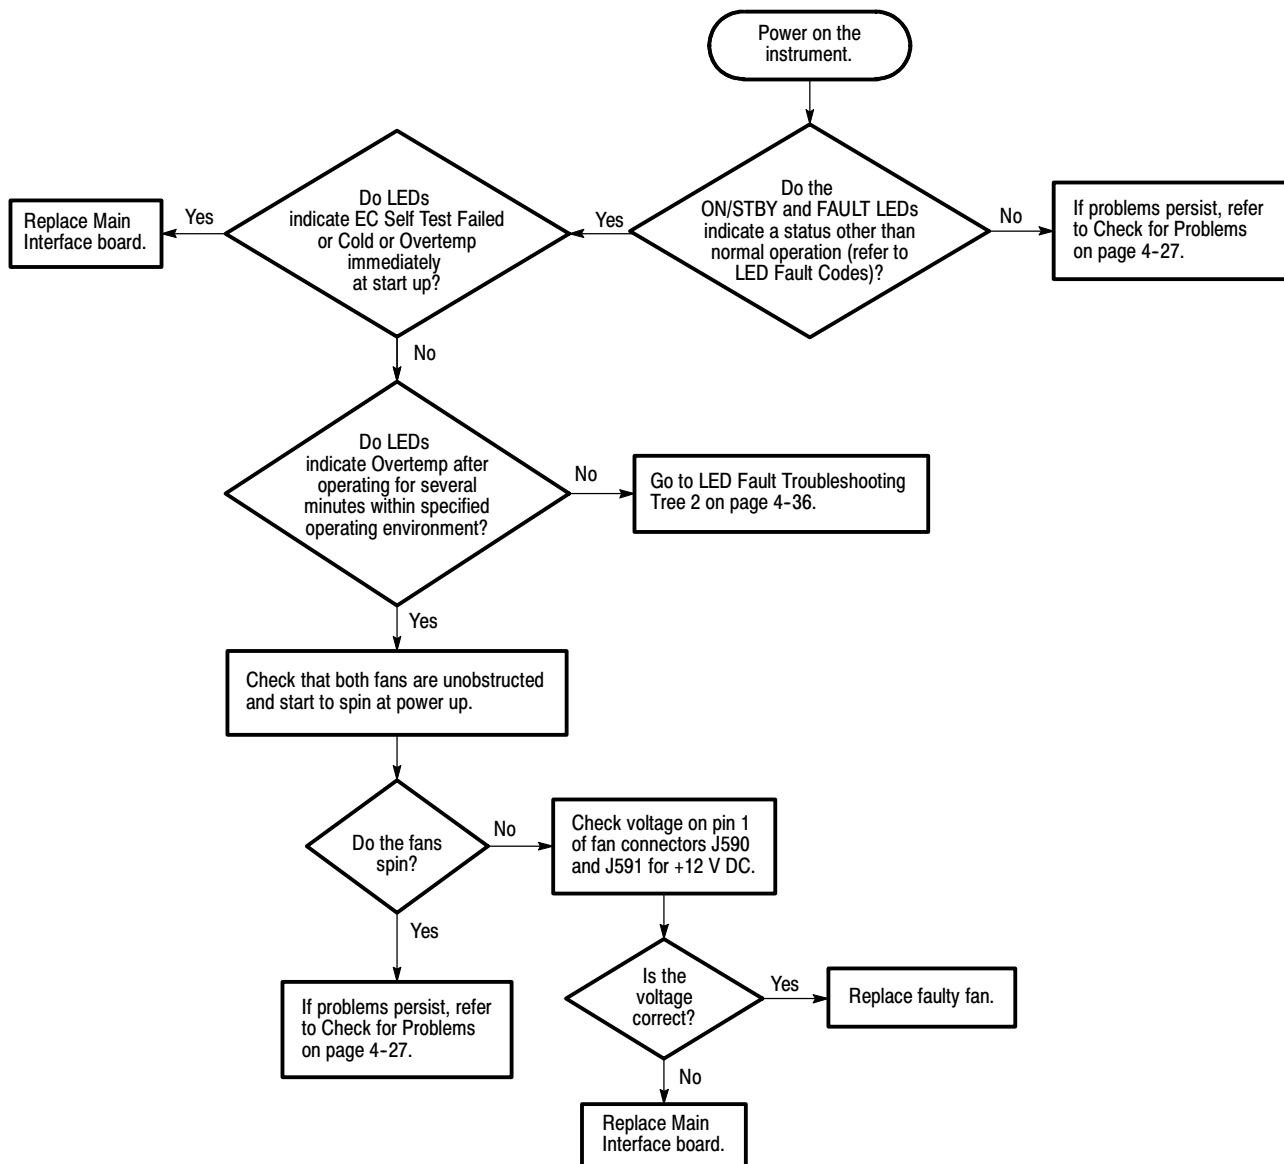 Power on the
instrument.
Do the
ON/STBY and FAULT LEDs
indicate a status other than
normal operation (refer to
LED Fault Codes)?
No
If problems persist, refer
to Check for Problems
on page 4-27.
Yes
Do LEDs
indicate EC Self Test Failed
or Cold or Overtemp
immediately
at start up?
Yes
Replace Main
Interface board.
No
Do LEDs
indicate Overtemp after
operating for several
minutes within specified
operating environment?
No
Go to LED Fault Troubleshooting
Tree 2 on page 4-36.
Yes
Check that both fans are unobstructed
and start to spin at power up.
Do the fans
spin?
No
Check voltage on pin 1
of fan connectors J590
and J591 for +12 V DC.
Yes
If problems persist, refer
to Check for Problems
on page 4-27.
Is the
voltage
correct?
Yes
Replace faulty fan.
No
Replace Main
Interface board.